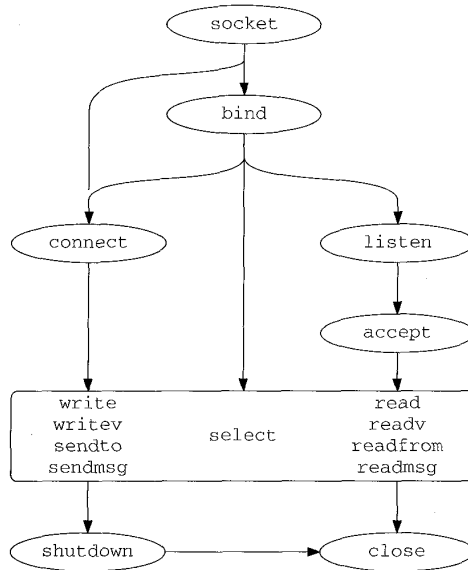 socket
bind
connect
listen
accept
write
writev
sendto
sendmsg
select
read
readv
readfrom
readmsg
shutdown
close